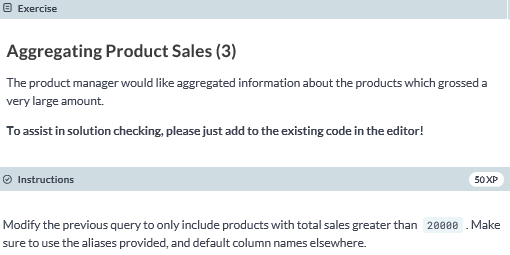 Exercise
Aggregating Product Sales (3)
The product manager would like aggregated information about the products which grossed a
very large amount.
To assist in solution checking, please just add to the existing code in the editor!
Instructions
50 XP
Modify the previous query to only include products with total sales greater than 20000 . Make
sure to use the aliases provided, and default column names elsewhere.